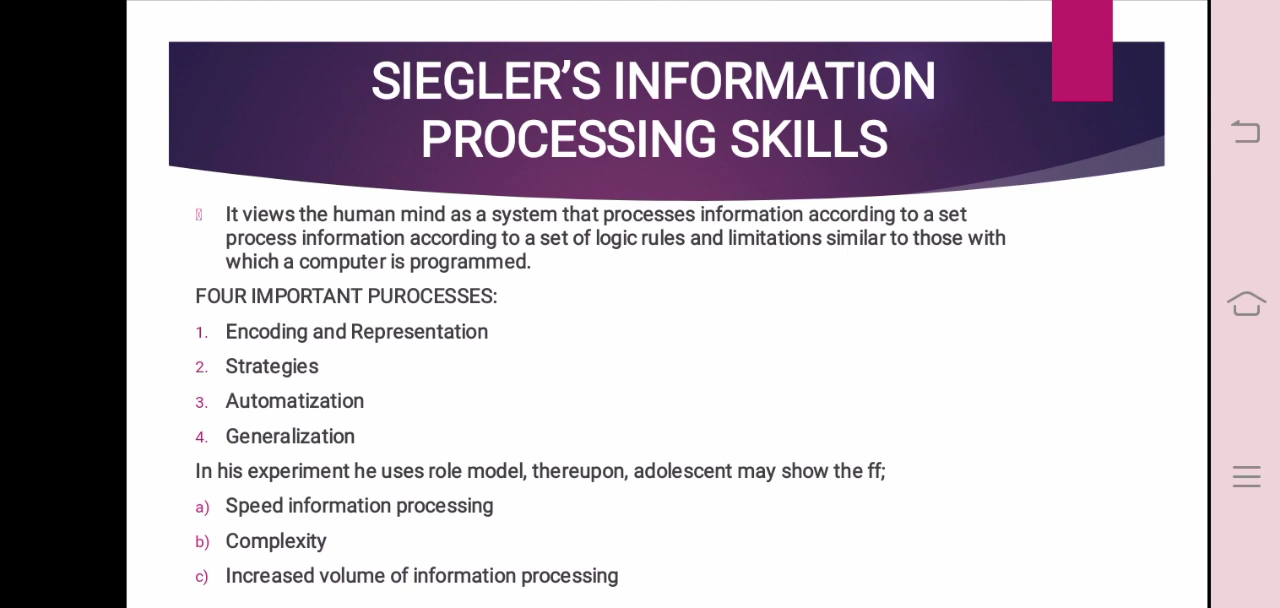 SIEGLER’S INFORMATION
PROCESSING SKILLS
It views the human mind as a system that processes information according to a set
process information according to a set of logic rules and limitations similar to those with
which a computer is programmed.
FOUR IMPORTANT PUROCESSES:
1. Encoding and Representation
2. Strategies
3. Automatization
4. Generalization
In his experiment he uses role model, thereupon, adolescent may show the ff;
a) Speed information processing
b) Complexity
c) Increased volume of information processing